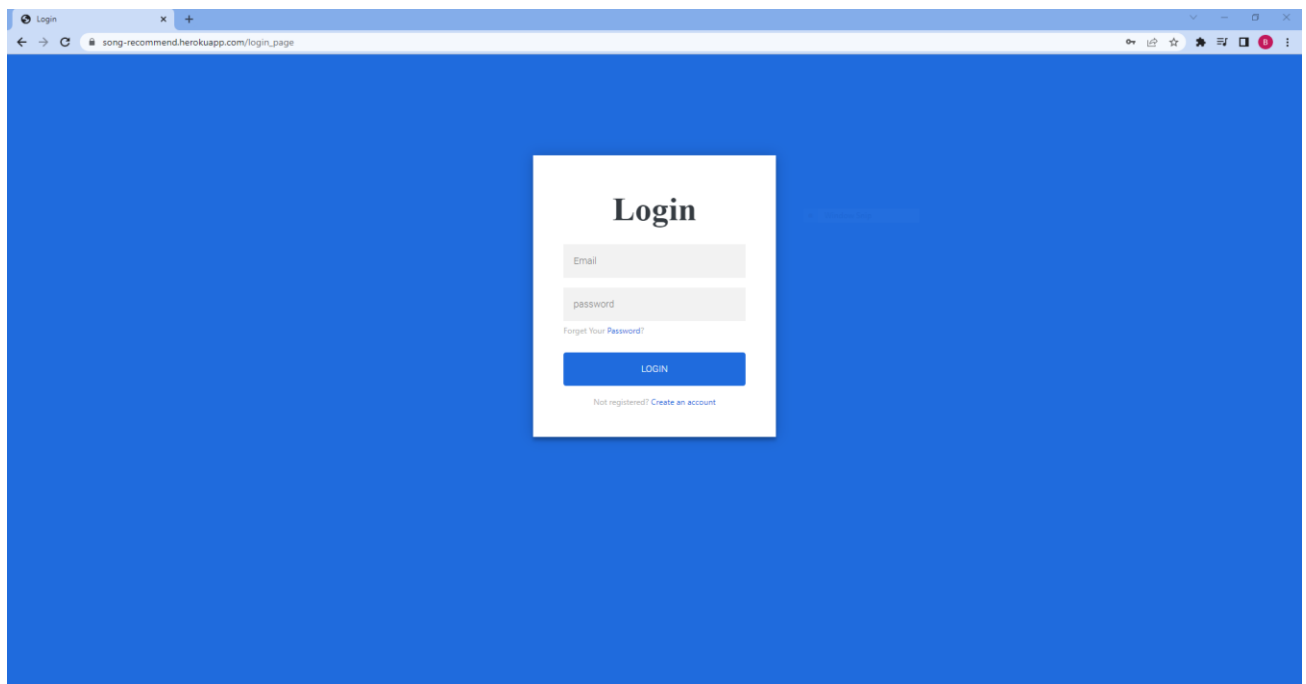 Login
song-recommend.herokuapp.com/login_page
B
Login
Email
password
Forget Your Password?
LOGIN
Not registered? Create an account